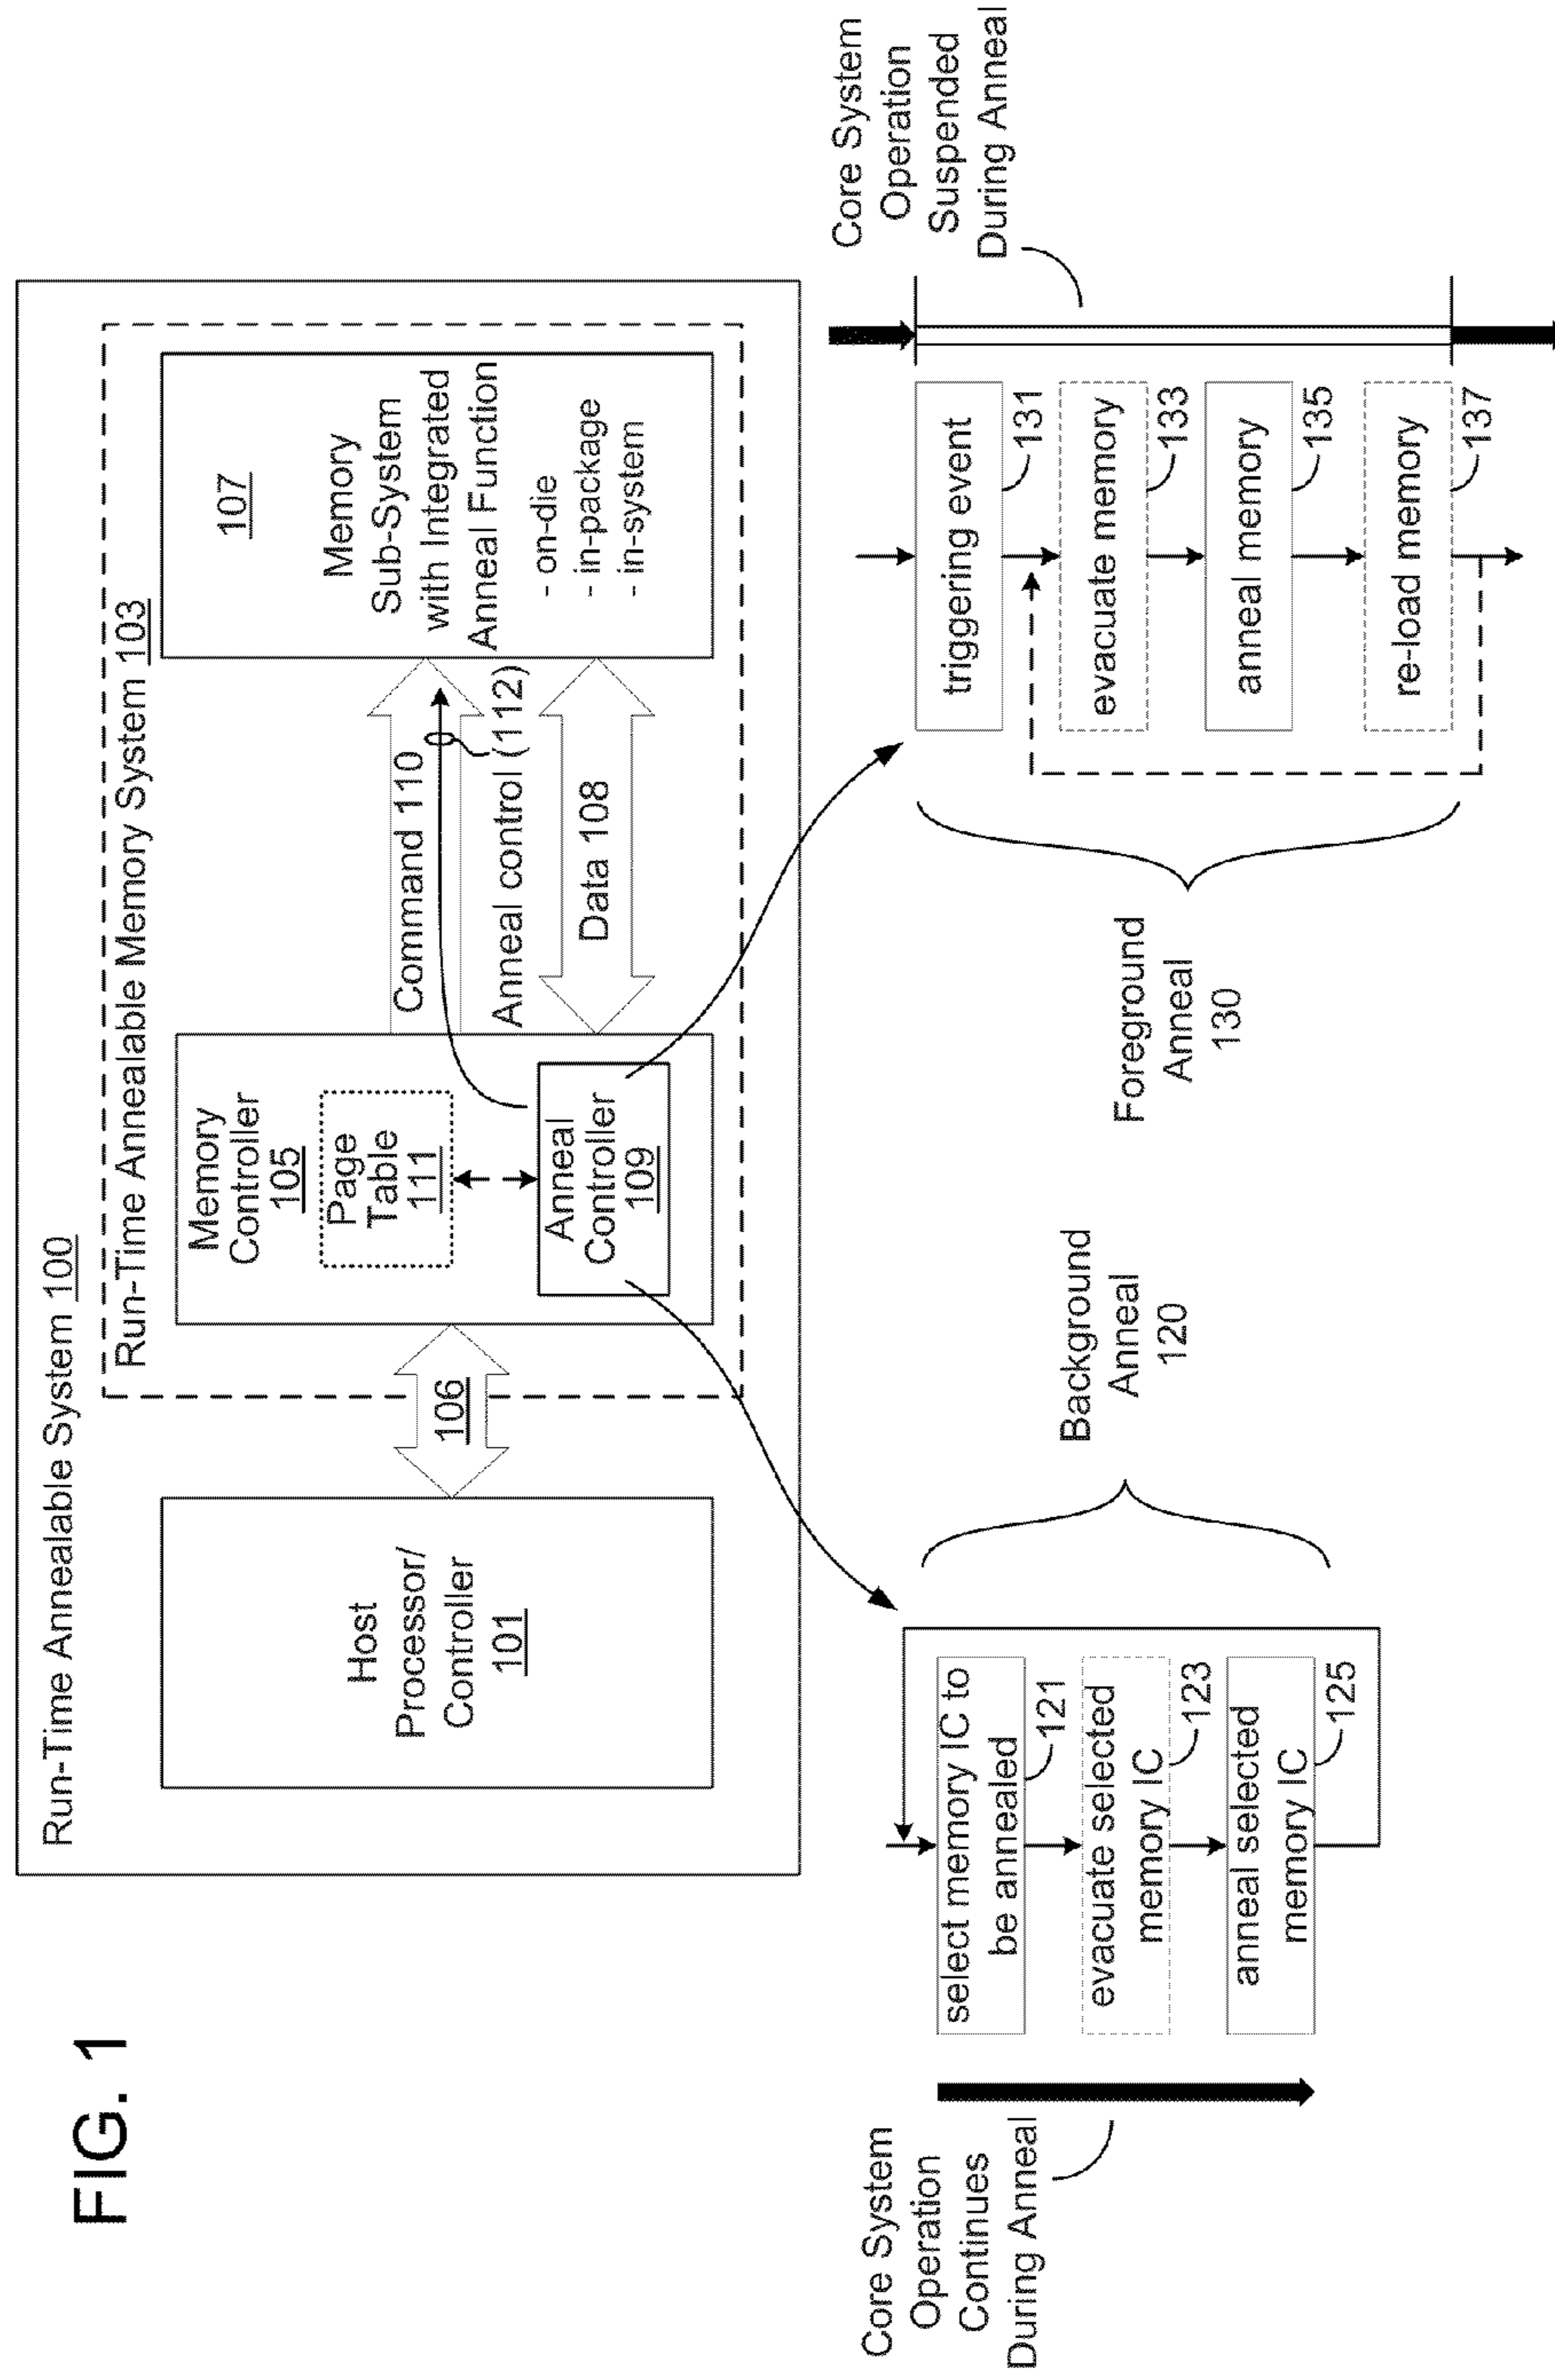 FIG. 1
Run-Time Annealable System 100
Run-Time Annealable Memory System 103
Host
Processor/
Controller
101
106
Memory
Controller
105
Page
Table
111
Anneal
Controller
109
Command 110
Anneal control (112)
Data 108
107
Memory
Sub-System
with Integrated
Anneal Function
- on-die
- in-package
- in-system
Core System
Operation
Continues
During Anneal
select memory IC to
be annealed
121
evacuate selected
memory IC
123
anneal selected
memory IC
125
Background
Anneal
120
Foreground
Anneal
130
triggering event
131
evacuate memory
133
anneal memory
135
re-load memory
137
Core System
Operation
Suspended
During Anneal